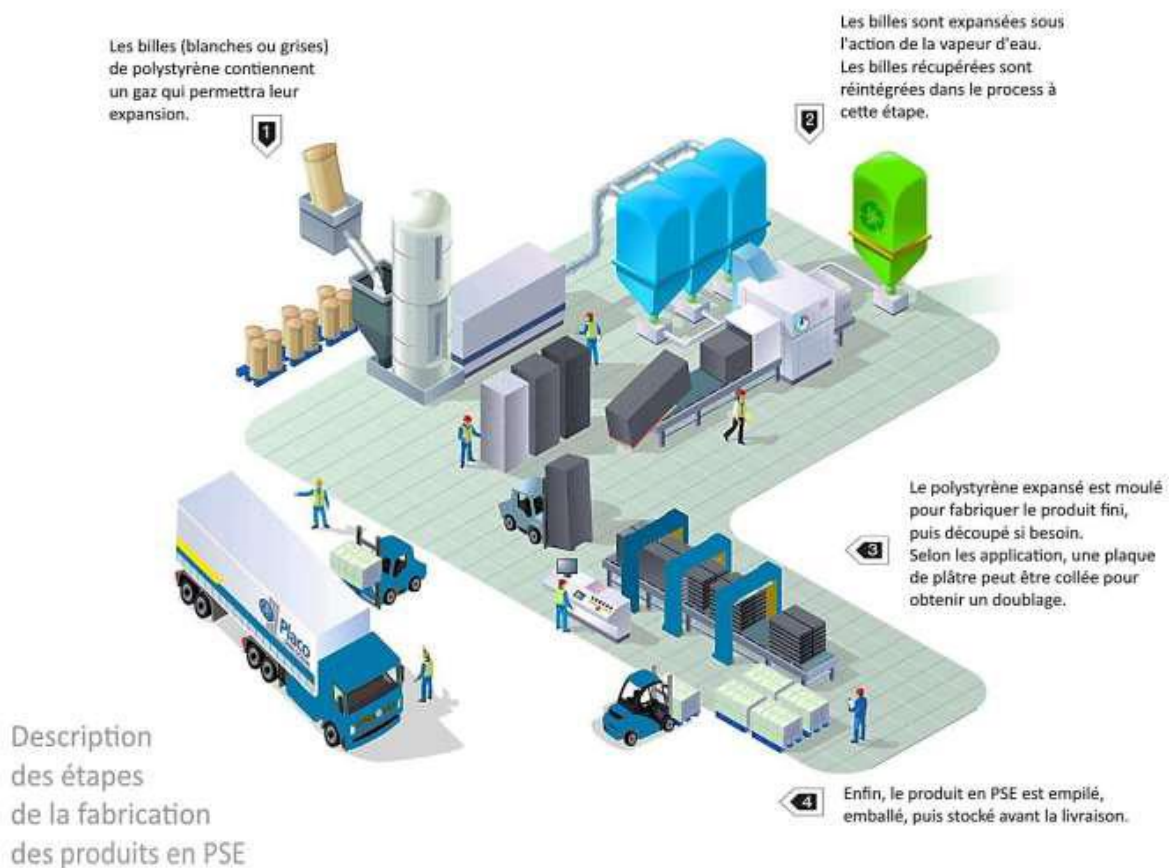 Les billes (blanches ou grises)
de polystyrène contiennent
un gaz qui permettra leur
expansion.
1
Les billes sont expansées sous
l'action de la vapeur d'eau.
Les billes récupérées sont
réintégrées dans le process à
cette étape.
2
Le polystyrène expansé est moulé
pour fabriquer le produit fini,
puis découpé si besoin.
Selon les application, une plaque
de plâtre peut être collée pour
obtenir un doublage.
3
Placo
Enfin, le produit en PSE est empilé,
emballé, puis stocké avant la livraison.
4
Description
des étapes
de la fabrication
des produits en PSE